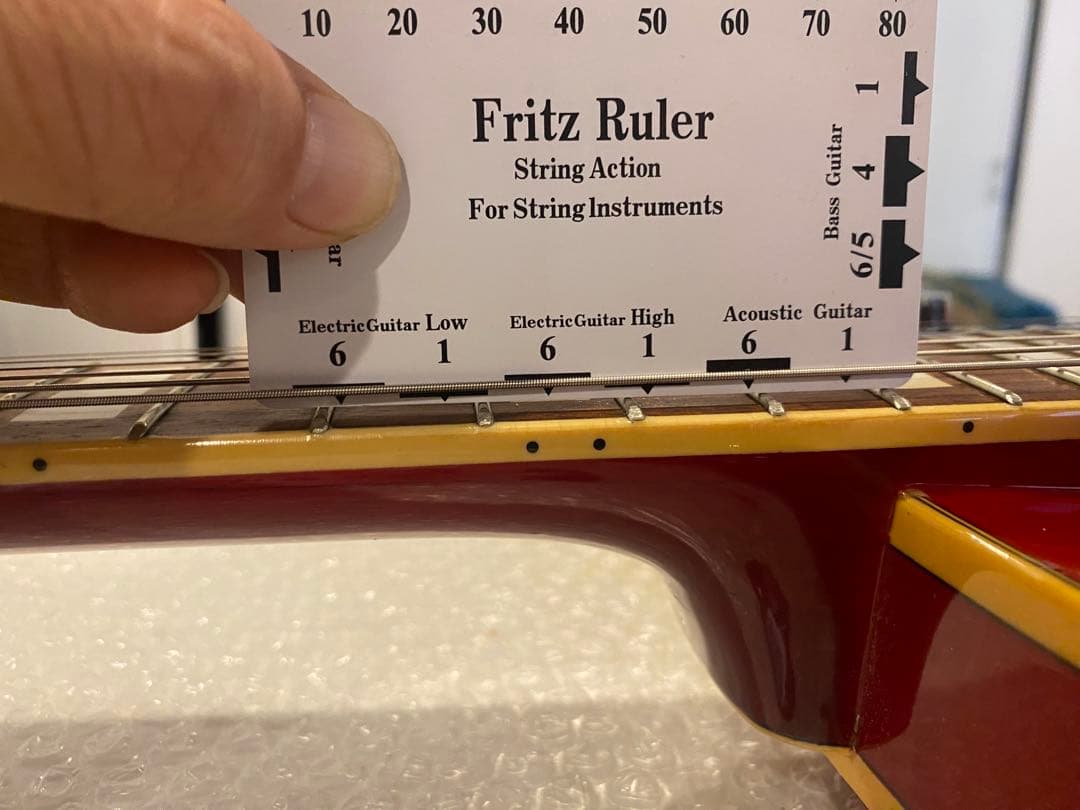 10 20 30 40 50 60 70 80
Fritz Ruler
String Action
For String Instruments
1
4
6/5
Bass Guitar
ar
Electric Guitar Low
6 1
Electric Guitar High
6 1
Acoustic Guitar
6 1